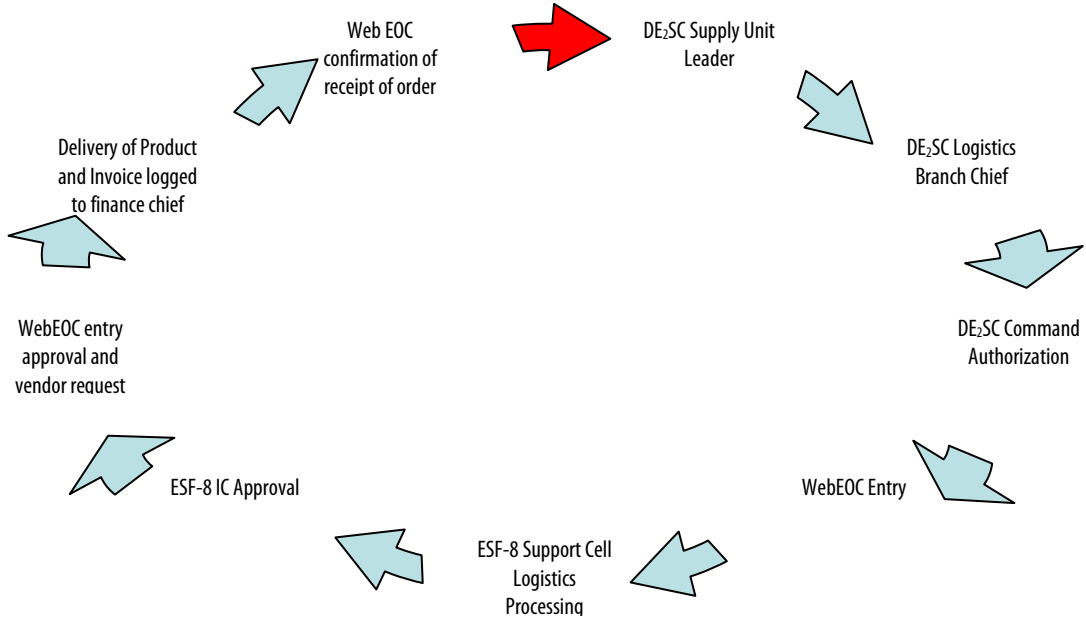 Web EOC
confirmation of
receipt of order
DE₂SC Supply Unit
Leader
DE₂SC Logistics
Branch Chief
DE₂SC Command
Authorization
WebEOC Entry
ESF-8 Support Cell
Logistics
Processing
ESF-8 IC Approval
WebEOC entry
approval and
vendor request
Delivery of Product
and Invoice logged
to finance chief